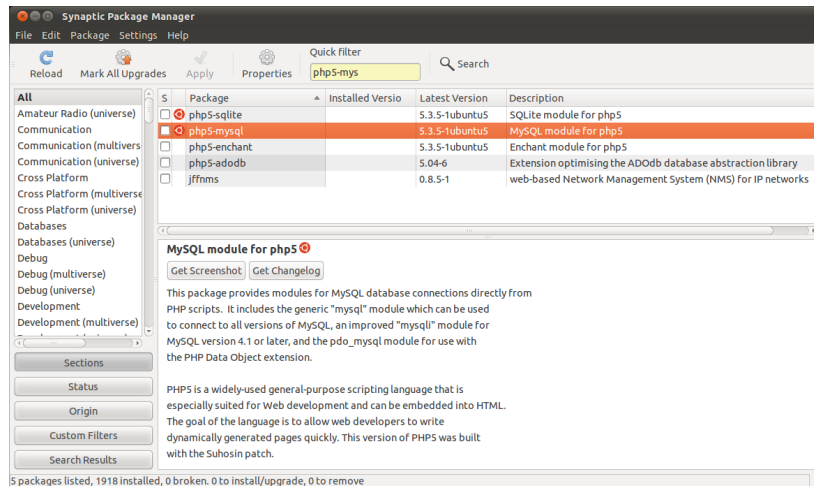 Synaptic Package Manager
File Edit Package Settings Help
Reload Mark All Upgrades Apply Properties Quick filter php5-mys Search
All
Amateur Radio (universe)
Communication
Communication (multivers
Communication (universe)
Cross Platform
Cross Platform (multiverse
Cross Platform (universe)
Databases
Databases (universe)
Debug
Debug (multiverse)
Debug (universe)
Development
Development (multiverse)
Sections
Status
Origin
Custom Filters
Search Results
S Package Installed Versio Latest Version Description
php5-sqlite 5.3.5-1ubuntu5 SQLite module for php5
php5-mysql 5.3.5-1ubuntu5 MySQL module for php5
php5-enchant 5.3.5-1ubuntu5 Enchant module for php5
php5-adodb 5.04-6 Extension optimising the ADOdb database abstraction library
jffnms 0.8.5-1 web-based Network Management System (NMS) for IP networks
MySQL module for php5
Get Screenshot Get Changelog
This package provides modules for MySQL database connections directly from
PHP scripts. It includes the generic "mysql" module which can be used
to connect to all versions of MySQL, an improved "mysqli" module for
MySQL version 4.1 or later, and the pdo_mysql module for use with
the PHP Data Object extension.
PHP5 is a widely-used general-purpose scripting language that is
especially suited for Web development and can be embedded into HTML.
The goal of the language is to allow web developers to write
dynamically generated pages quickly. This version of PHP5 was built
with the Suhosin patch.
5 packages listed, 1918 installed, 0 broken. 0 to install/upgrade, 0 to remove